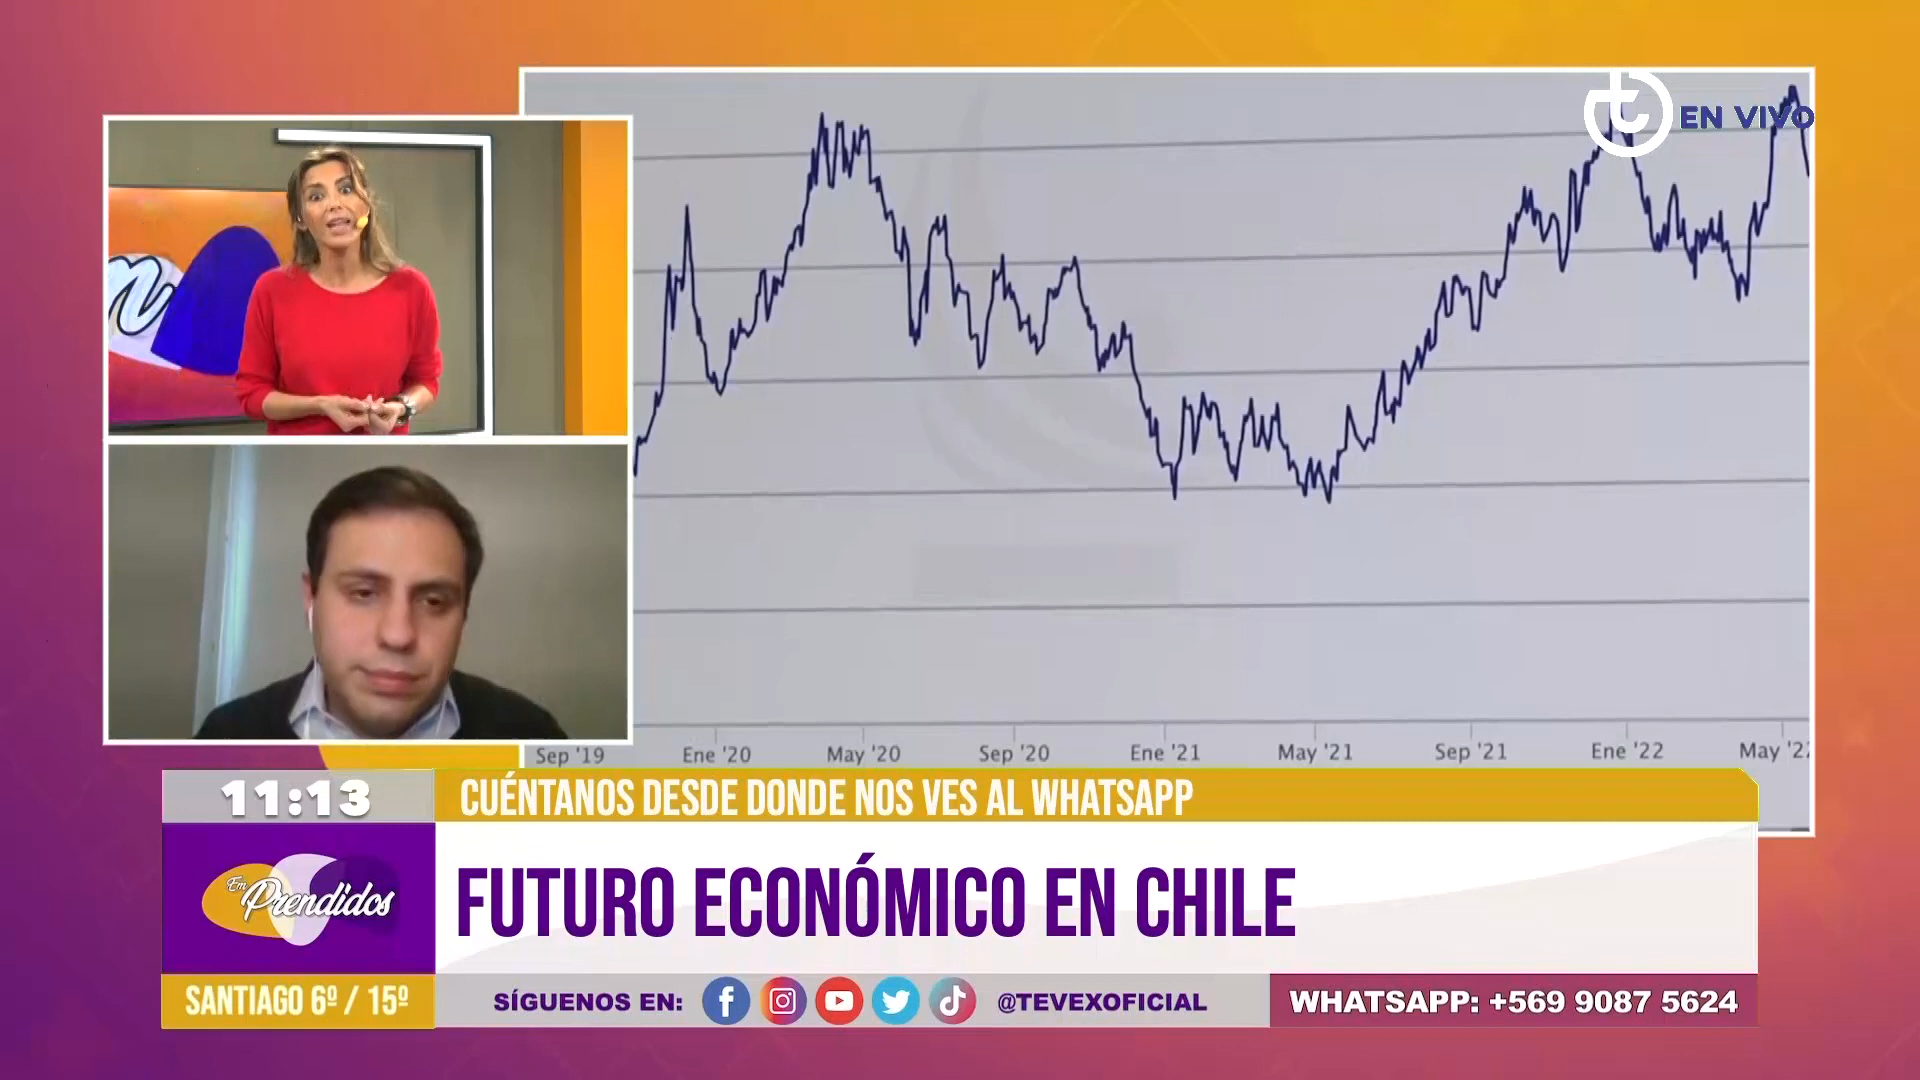 EN VIVO
n
Sep '19 Ene '20 May '20 Sep '20 Ene '21 May '21 Sep '21 Ene '22 May '22
11:13
CUÉNTANOS DESDE DONDE NOS VES AL WHATSAPP
Em Prendidos
FUTURO ECONÓMICO EN CHILE
SANTIAGO 6º / 15º
SÍGUENOS EN: @TEVEXOFICIAL
WHATSAPP: +569 9087 5624